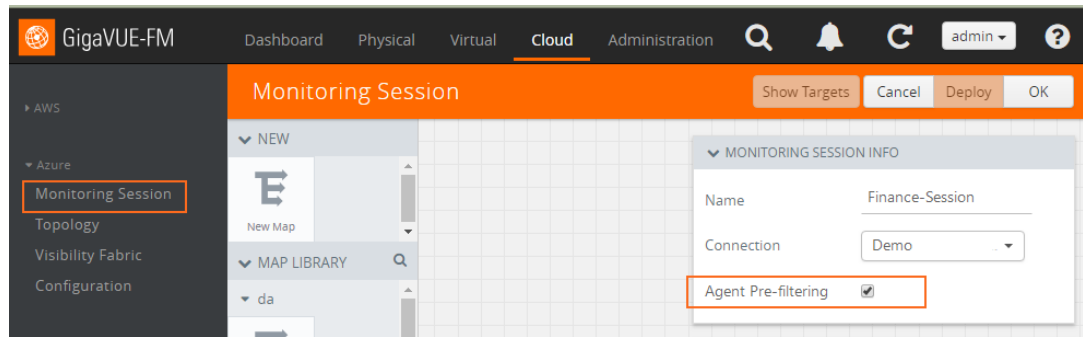 GigaVUE-FM Dashboard Physical Virtual Cloud Administration admin
Monitoring Session Show Targets Cancel Deploy OK
AWS
Azure
Monitoring Session
Topology
Visibility Fabric
Configuration
NEW
New Map
MAP LIBRARY
da
MONITORING SESSION INFO
Name Finance-Session
Connection Demo
Agent Pre-filtering